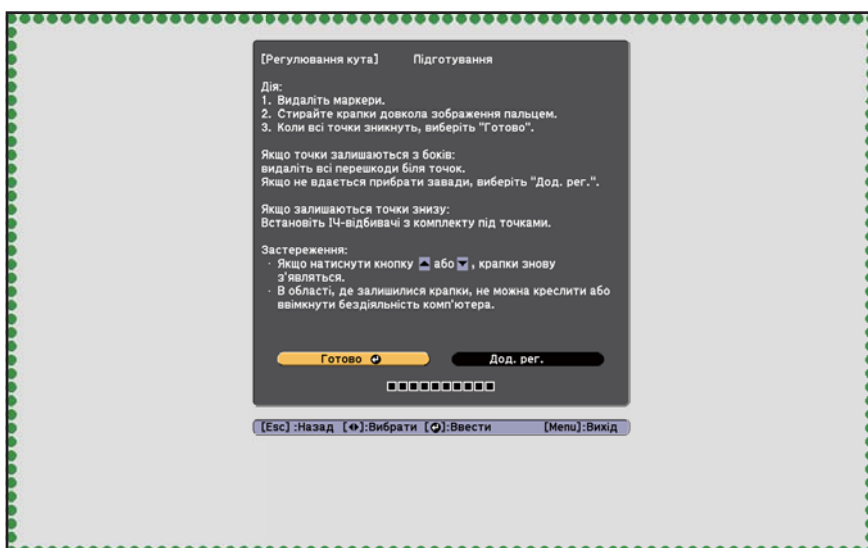 [Регулювання кута] Підготування
Дія:
1. Видаліть маркери.
2. Стирайте крапки довкола зображення пальцем.
3. Коли всі точки зникнуть, виберіть "Готово".
Якщо точки залишаються з боків:
видаліть всі перешкоди біля точок.
Якщо не вдається прибрати завади, виберіть "Дод. рег.".
Якщо залишаються точки знизу:
Встановіть ІЧ-відбивачі з комплекту під точками.
Застереження:
· Якщо натиснути кнопку ▲ або ▼, крапки знову
з'являться.
· В області, де залишилися крапки, не можна креслити або
ввімкнути бездіяльність комп'ютера.
Готово Дод. рег.
[Esc] :Назад [◆]:Вибрати [⏎]:Ввести [Menu]:Вихід